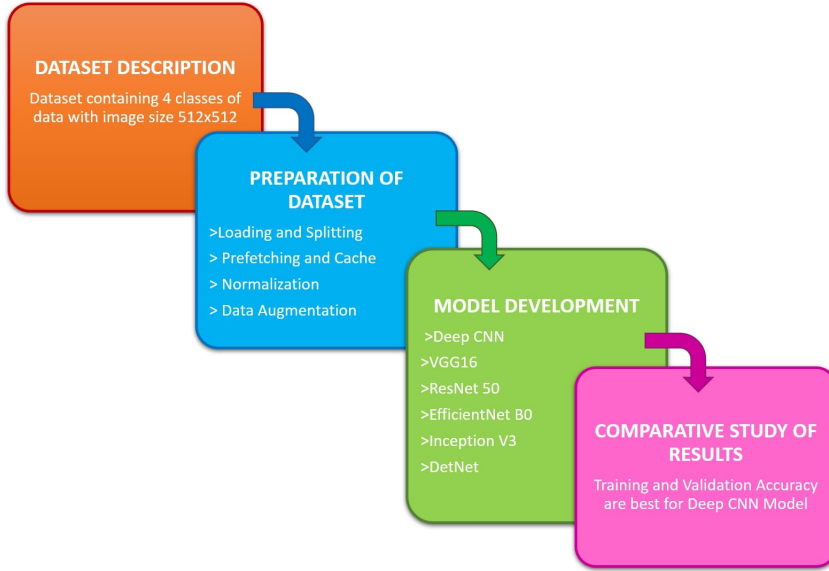 DATASET DESCRIPTION
Dataset containing 4 classes of
data with image size 512x512
PREPARATION OF
DATASET
>Loading and Splitting
> Prefetching and Cache
> Normalization
> Data Augmentation
MODEL DEVELOPMENT
>Deep CNN
>VGG16
>ResNet 50
>EfficientNet B0
>Inception V3
>DetNet
COMPARATIVE STUDY OF
RESULTS
Training and Validation Accuracy
are best for Deep CNN Model